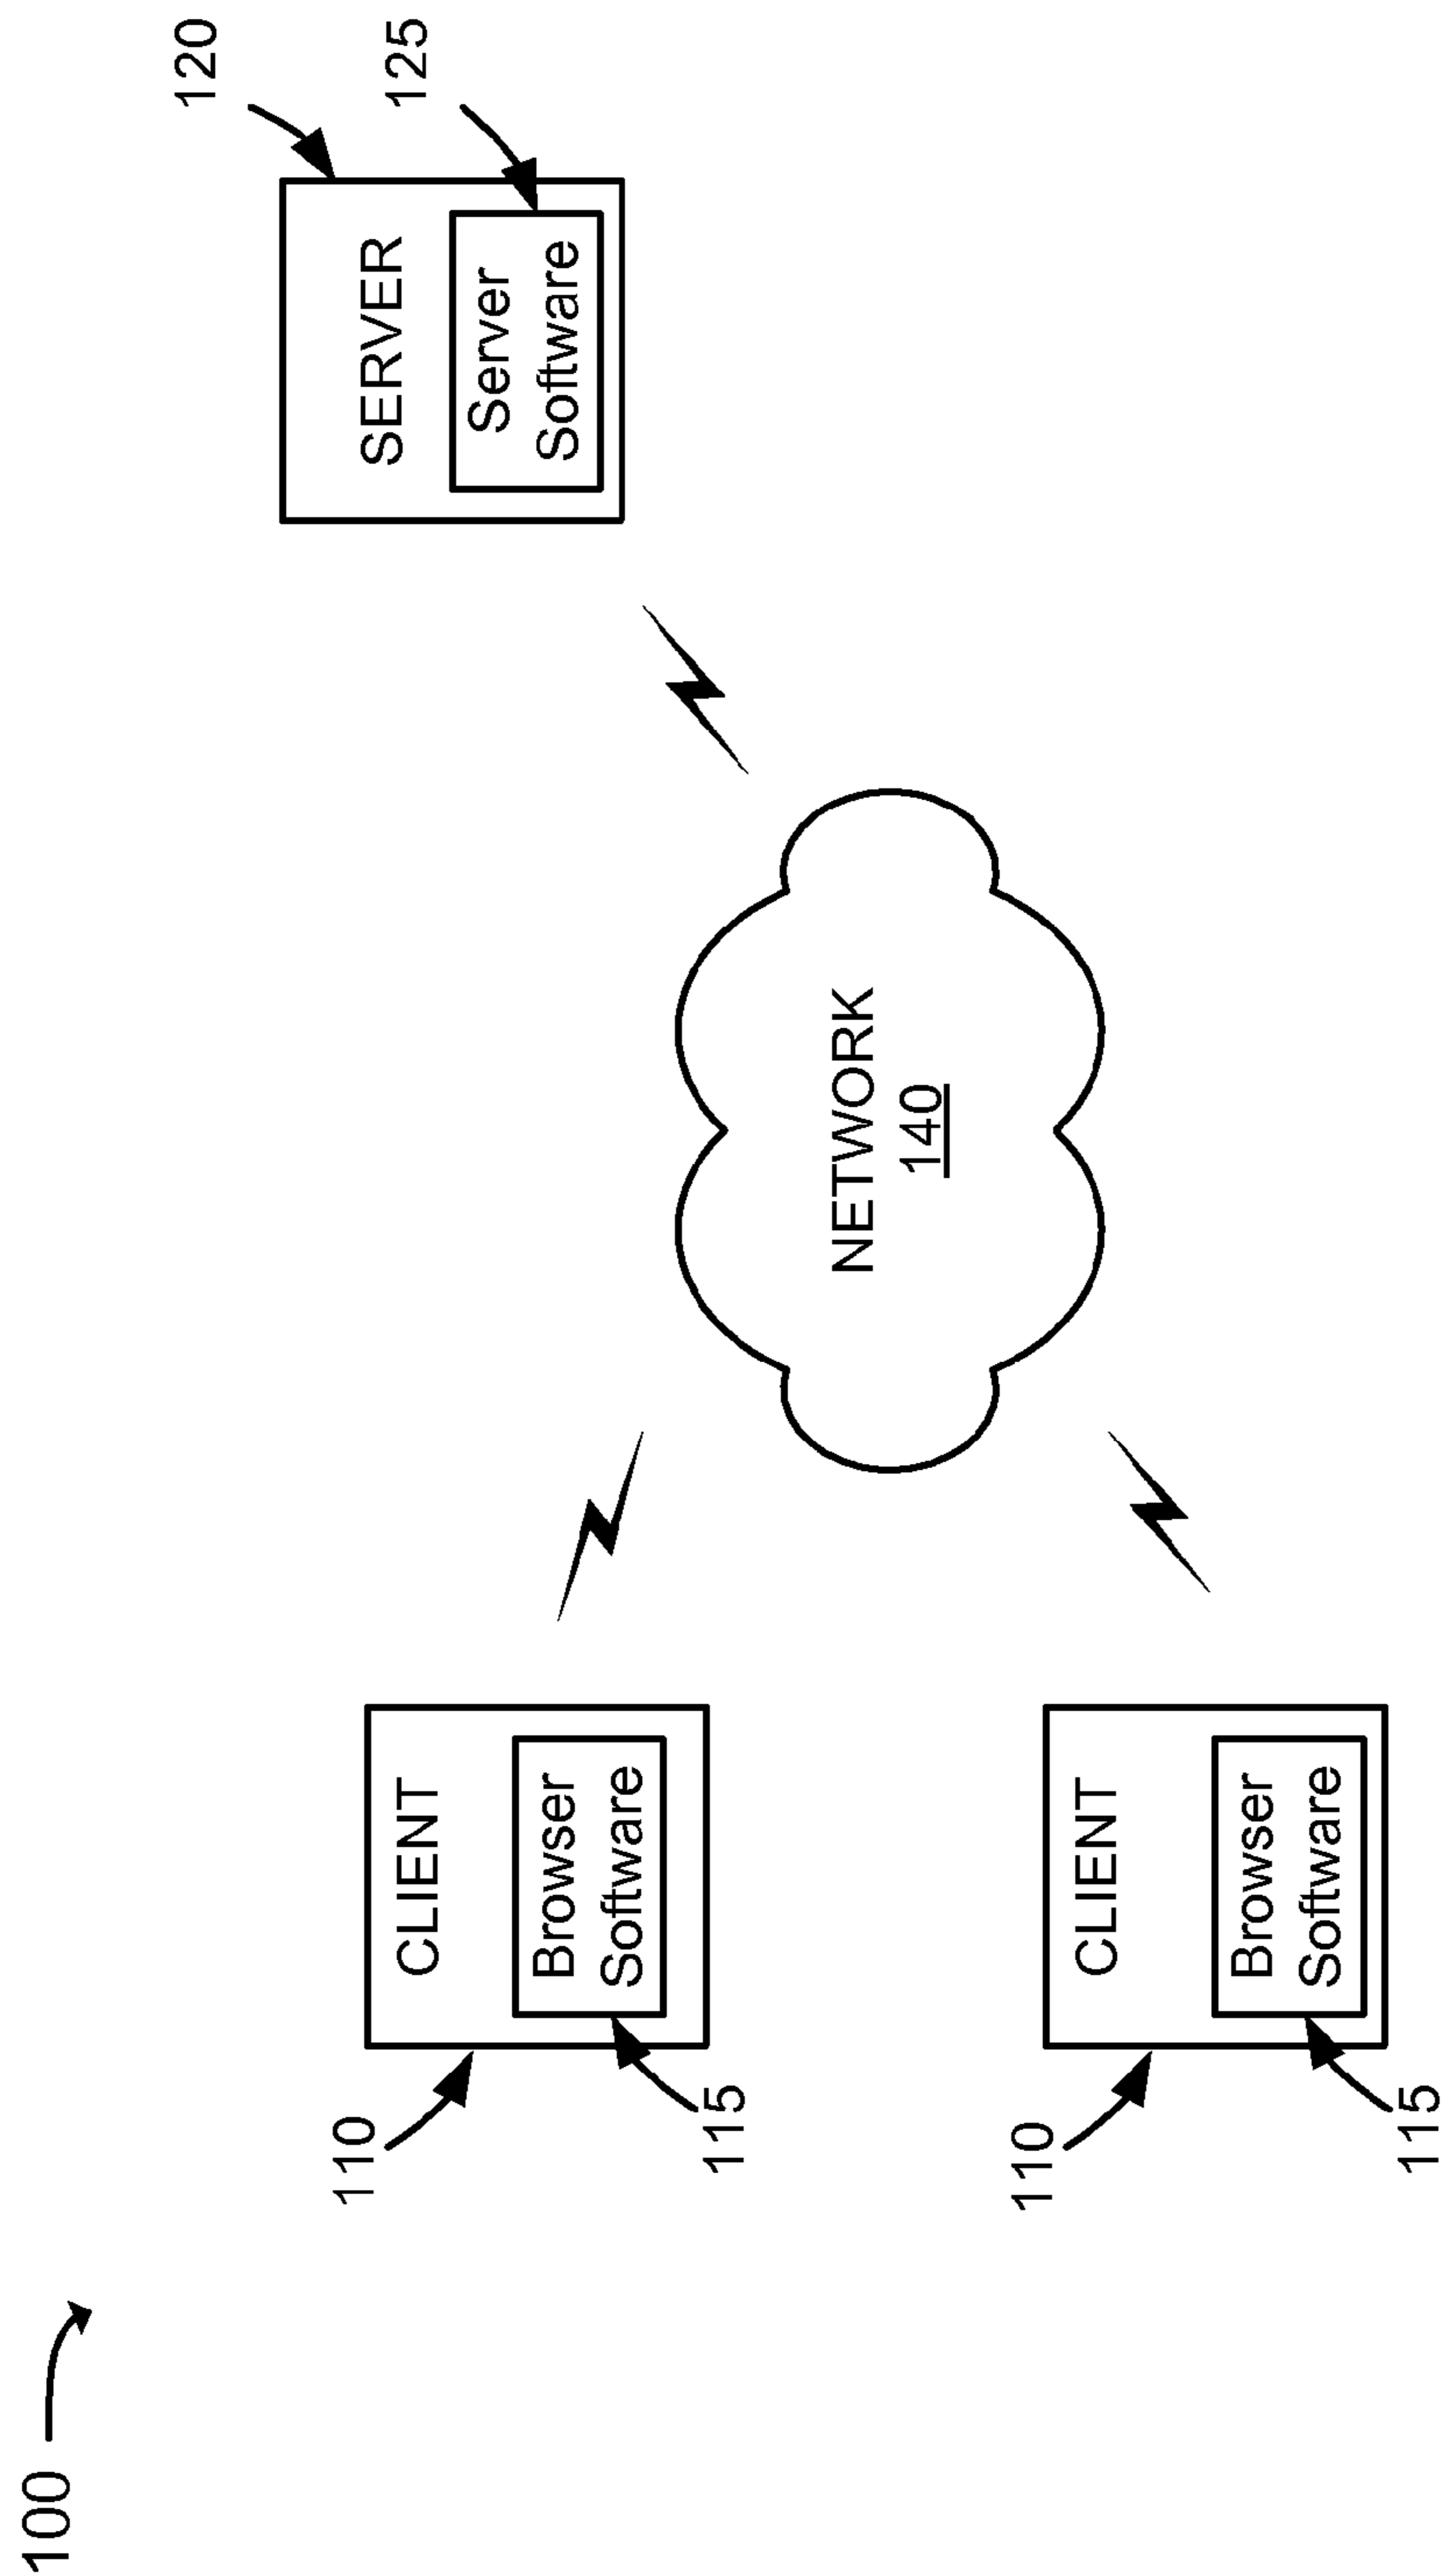 100
110
CLIENT
Browser
Software
115
120
SERVER
125
Server
Software
NETWORK
140
110
CLIENT
Browser
Software
115